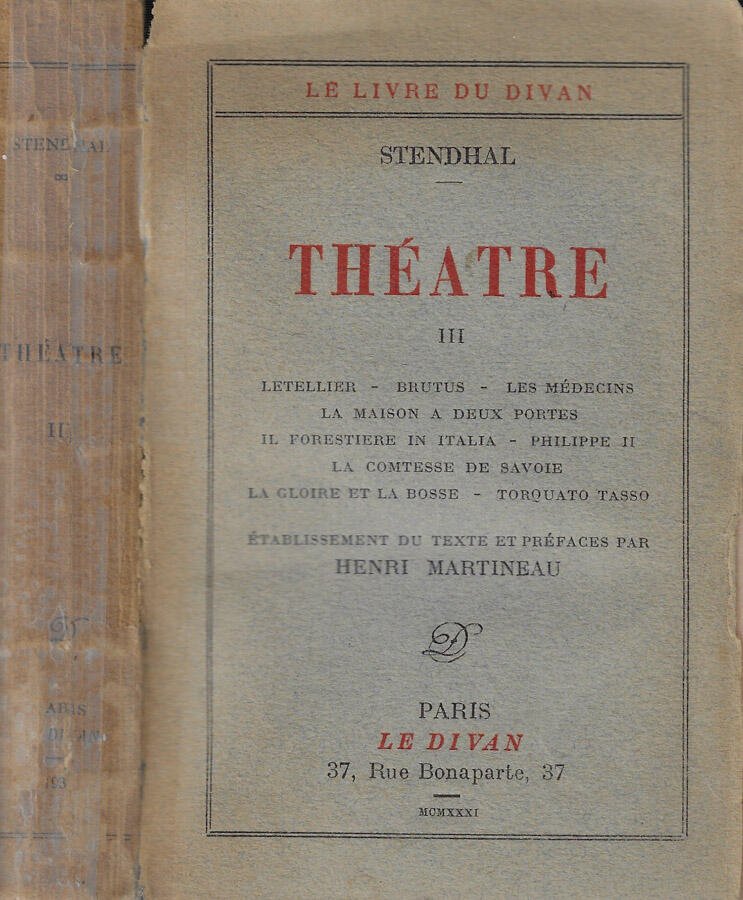 STENDHAL
THÉATRE
LE LIVRE DU DIVAN
STENDHAL
THÉATRE
III
LETELLIER - BRUTUS - LES MÉDECINS
LA MAISON A DEUX PORTES
IL FORESTIERE IN ITALIA - PHILIPPE II
LA COMTESSE DE SAVOIE
LA GLOIRE ET LA BOSSE - TORQUATO TASSO
ÉTABLISSEMENT DU TEXTE ET PRÉFACES PAR
HENRI MARTINEAU
D
PARIS
LE DIVAN
37, Rue Bonaparte, 37
MCMXXXI